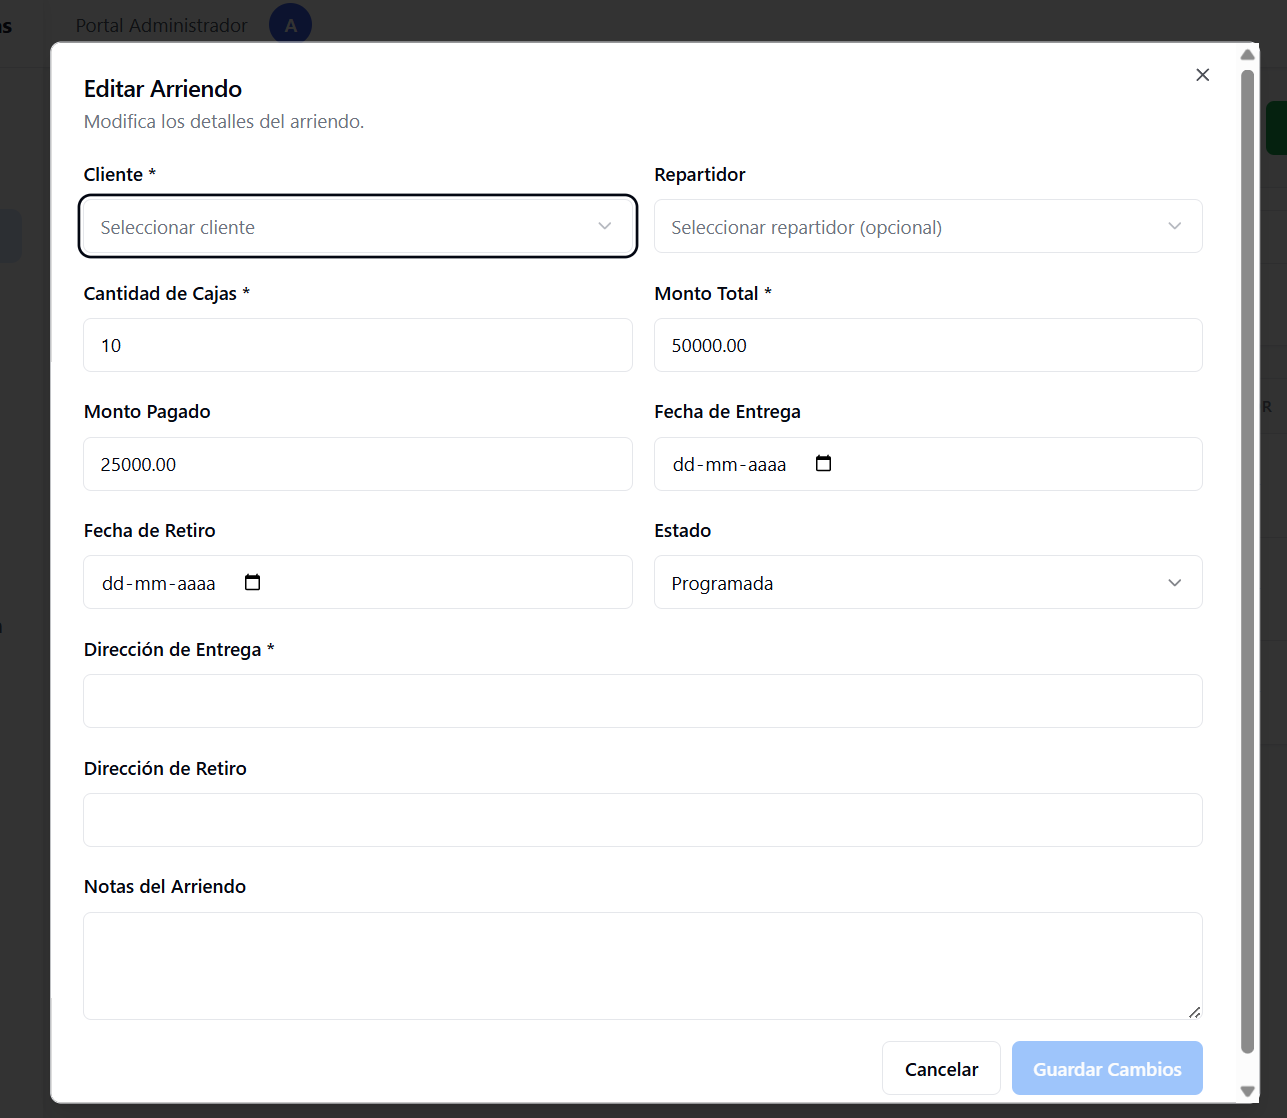 s
Portal Administrador
A
Editar Arriendo
Modifica los detalles del arriendo.
Cliente *
Repartidor
Seleccionar cliente
Seleccionar repartidor (opcional)
Cantidad de Cajas *
Monto Total *
10
50000.00
Monto Pagado
Fecha de Entrega
25000.00
dd-mm-aaaa
Fecha de Retiro
Estado
dd-mm-aaaa
Programada
Dirección de Entrega *
Dirección de Retiro
Notas del Arriendo
Cancelar
Guardar Cambios
R